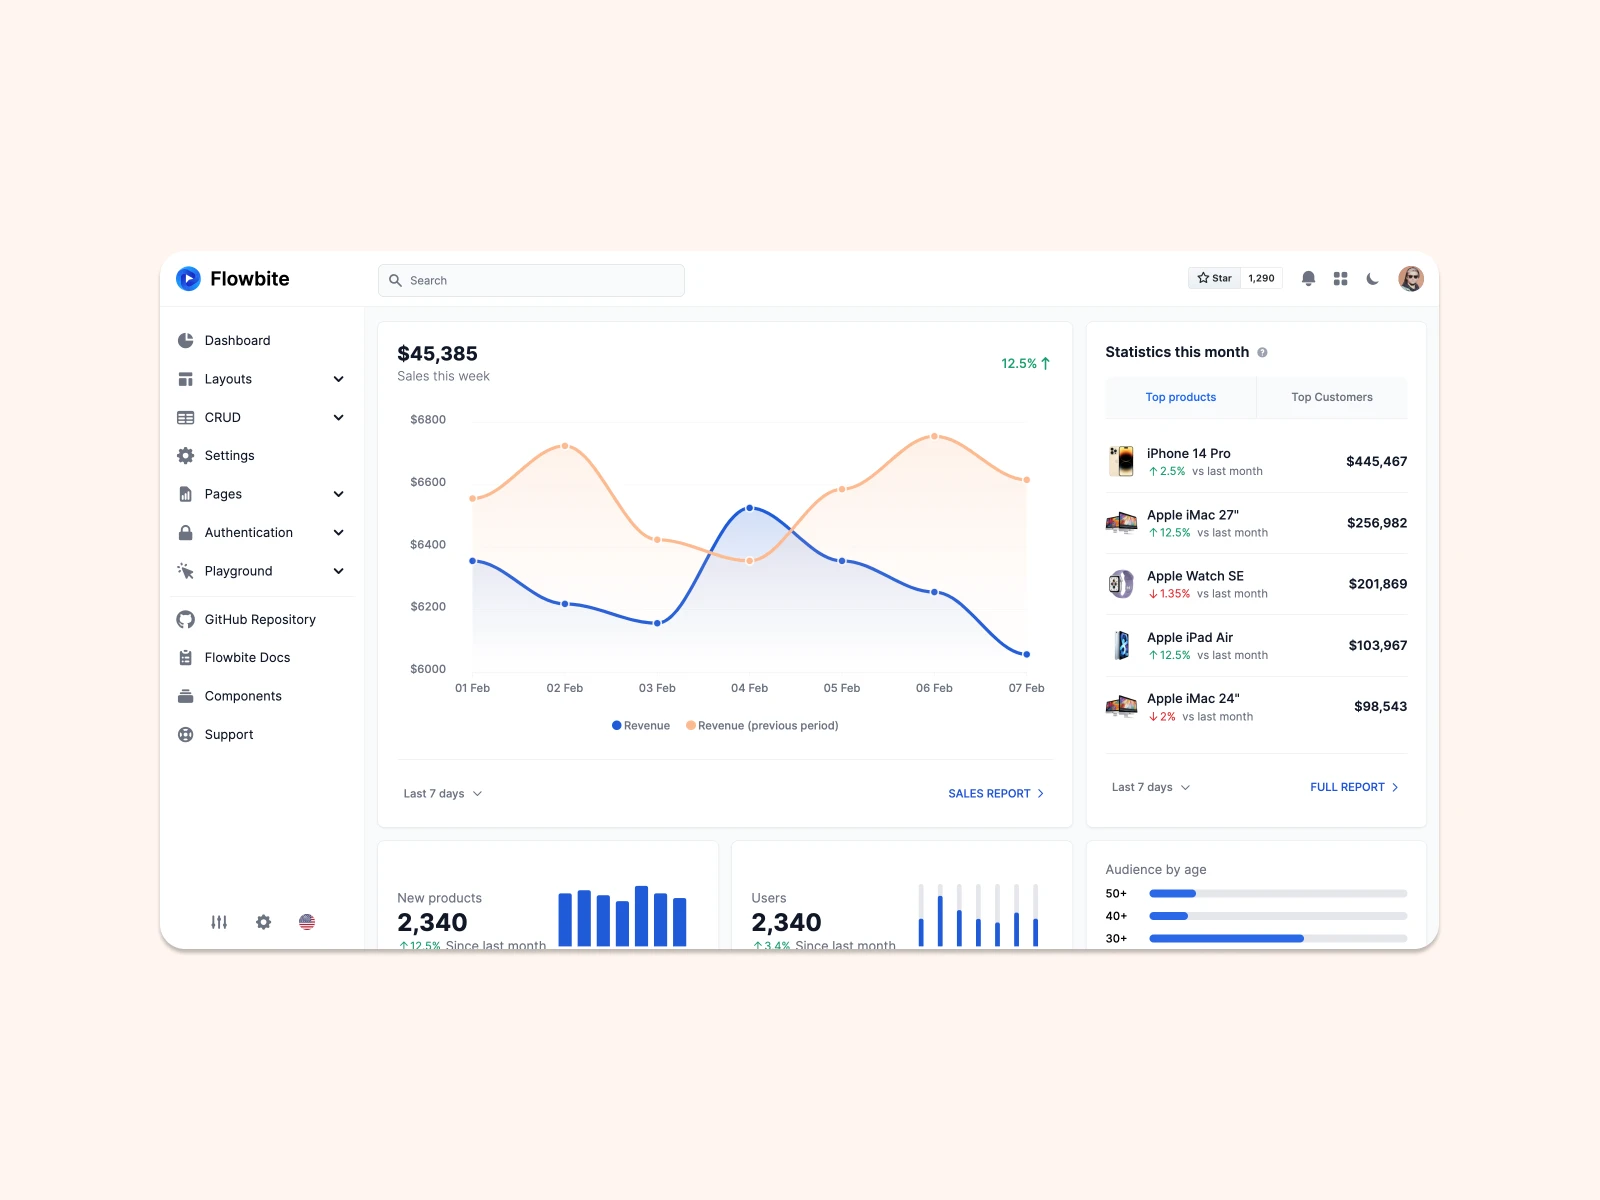 Flowbite
Search
Star 1,290
Dashboard
Layouts
CRUD
Settings
Pages
Authentication
Playground
GitHub Repository
Flowbite Docs
Components
Support
$45,385
Sales this week
12.5%
$6800
$6600
$6400
$6200
$6000
01 Feb 02 Feb 03 Feb 04 Feb 05 Feb 06 Feb 07 Feb
Revenue Revenue (previous period)
Last 7 days
SALES REPORT
Statistics this month ?
Top products Top Customers
iPhone 14 Pro
2.5% vs last month
$445,467
Apple iMac 27"
12.5% vs last month
$256,982
Apple Watch SE
1.35% vs last month
$201,869
Apple iPad Air
12.5% vs last month
$103,967
Apple iMac 24"
2% vs last month
$98,543
Last 7 days
FULL REPORT
New products
2,340
12.5% Since last month
Users
2,340
3.4% Since last month
Audience by age
50+
40+
30+